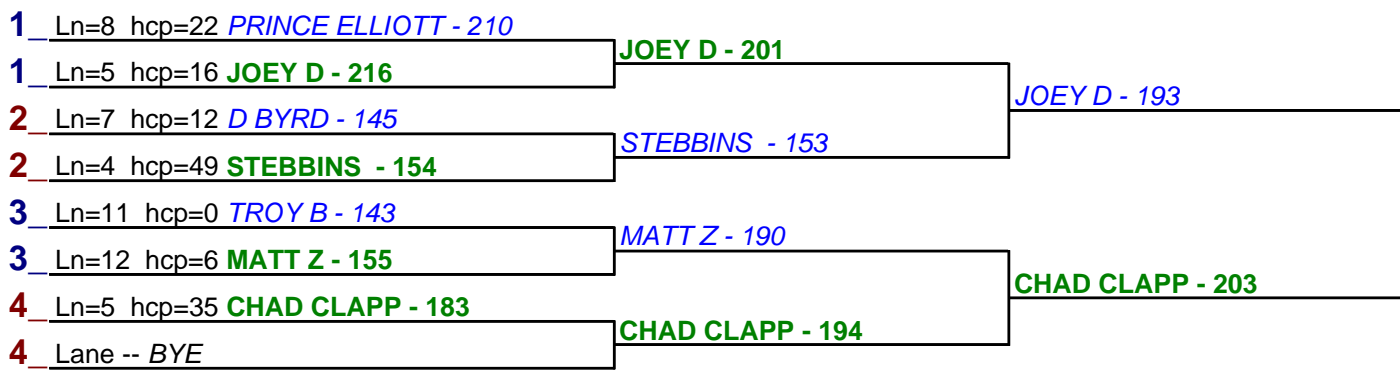 1_ Ln=8 hcp=22 PRINCE ELLIOTT - 210
JOEY D - 201
1_ Ln=5 hcp=16 JOEY D - 216
JOEY D - 193
2_ Ln=7 hcp=12 D BYRD - 145
STEBBINS - 153
2_ Ln=4 hcp=49 STEBBINS - 154
3_ Ln=11 hcp=0 TROY B - 143
MATT Z - 190
3_ Ln=12 hcp=6 MATT Z - 155
CHAD CLAPP - 203
4_ Ln=5 hcp=35 CHAD CLAPP - 183
CHAD CLAPP - 194
4_ Lane -- BYE